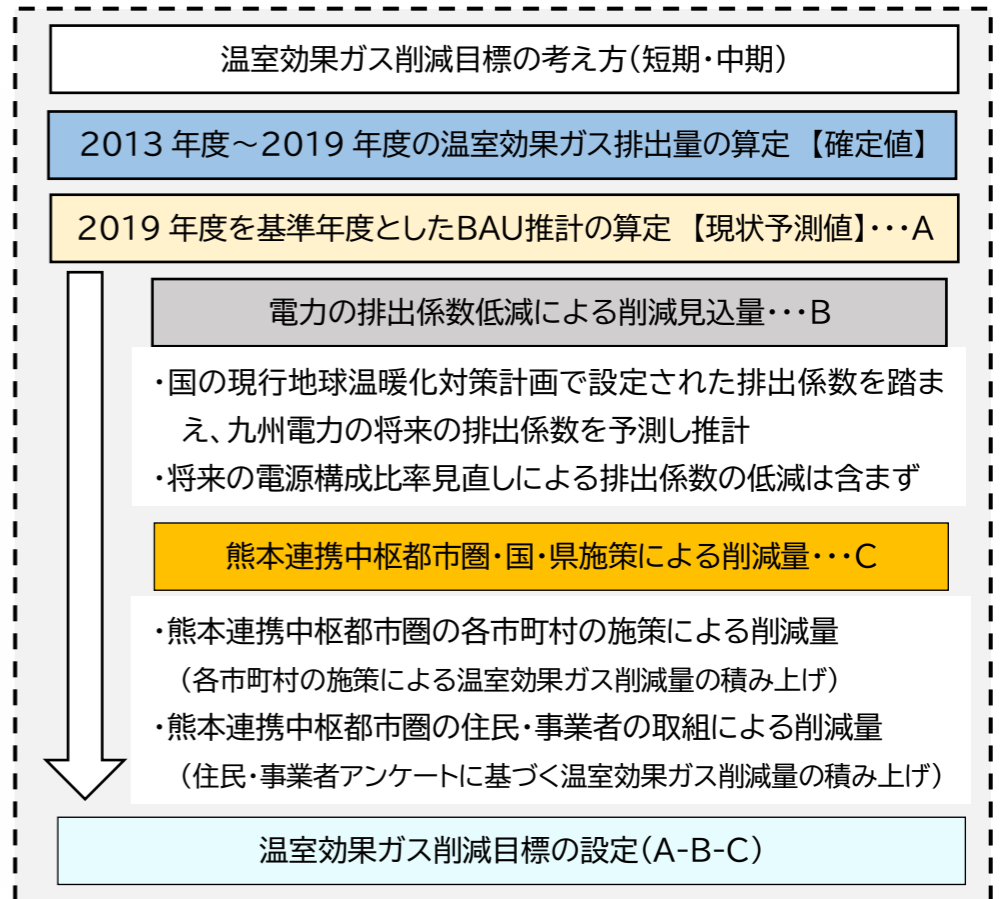 温室効果ガス削減目標の考え方(短期・中期)
2013 年度～2019 年度の温室効果ガス排出量の算定 【確定値】
2019 年度を基準年度としたBAU推計の算定 【現状予測値】・・・A
電力の排出係数低減による削減見込量・・・B
・国の現行地球温暖化対策計画で設定された排出係数を踏ま
え、九州電力の将来の排出係数を予測し推計
・将来の電源構成比率見直しによる排出係数の低減は含まず
熊本連携中枢都市圏・国・県施策による削減量・・・C
・熊本連携中枢都市圏の各市町村の施策による削減量
(各市町村の施策による温室効果ガス削減量の積み上げ)
・熊本連携中枢都市圏の住民・事業者の取組による削減量
(住民・事業者アンケートに基づく温室効果ガス削減量の積み上げ)
温室効果ガス削減目標の設定(A-B-C)